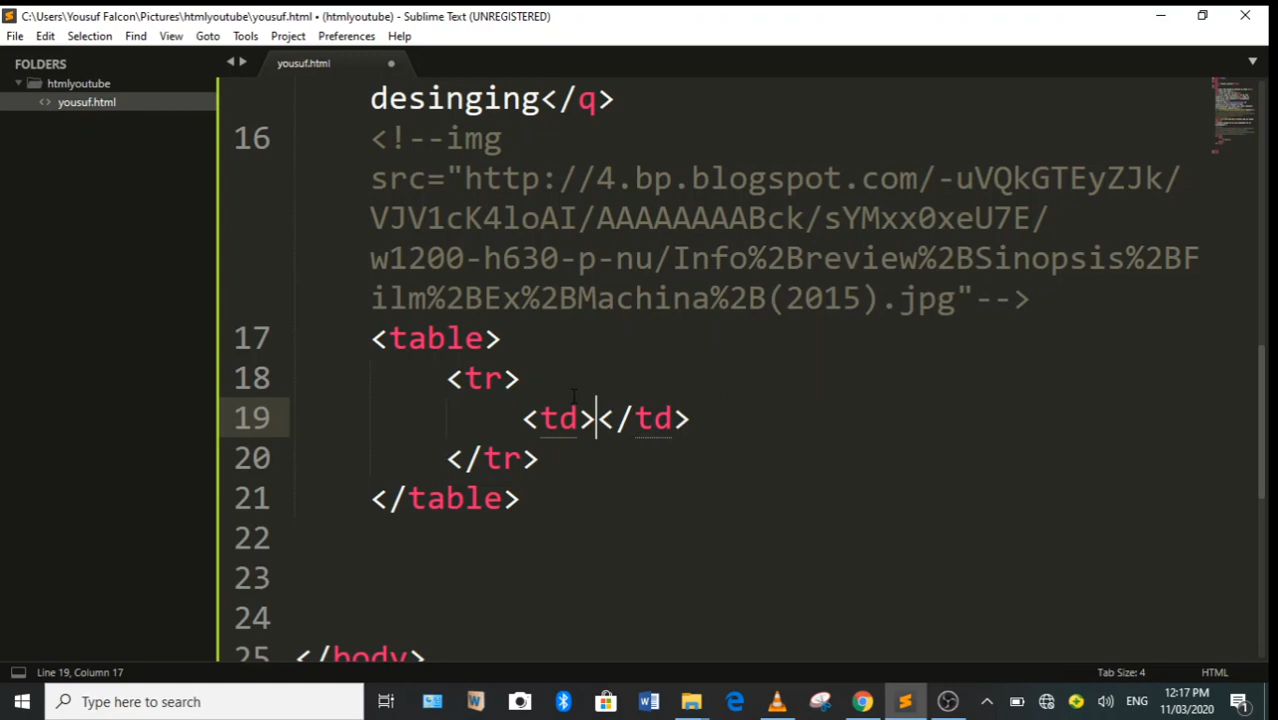 C:\Users\Yousuf Falcon\Pictures\htmlyoutube\yousuf.html • (htmlyoutube) - Sublime Text (UNREGISTERED)
File Edit Selection Find View Goto Tools Project Preferences Help
FOLDERS
htmlyoutube
<> yousuf.html
yousuf.html
desinging</q>
16 <!--img
src="http://4.bp.blogspot.com/-uVQkGTEyZJk/
VJV1cK4loAI/AAAAAAAABck/sYMxx0xeU7E/
w1200-h630-p-nu/Info%2Breview%2BSinopsis%2BF
ilm%2BEx%2BMachina%2B(2015).jpg"-->
17 <table>
18 <tr>
19 <td></td>
20 </tr>
21 </table>
22
23
24
25 </body>
Line 19, Column 17
Tab Size: 4
HTML
Type here to search
ENG
12:17 PM
11/03/2020
1